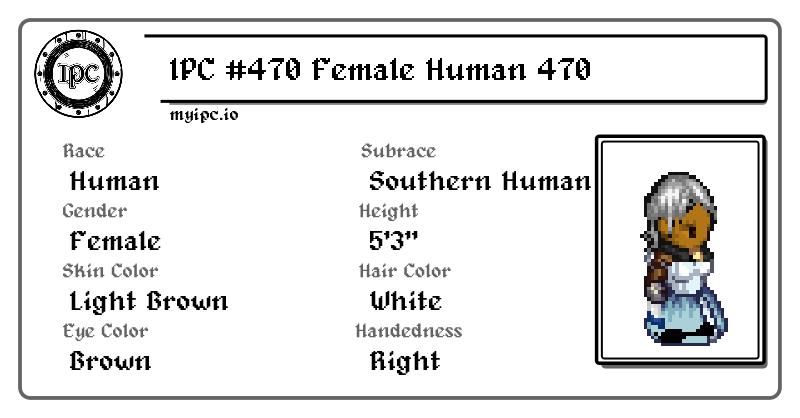 IPC
IPC #470 Female Human 470
myipc.io
Race
Human
Subrace
Southern Human
Gender
Female
Height
5'3"
Skin Color
Light Brown
Hair Color
White
Eye Color
Brown
Handedness
Right